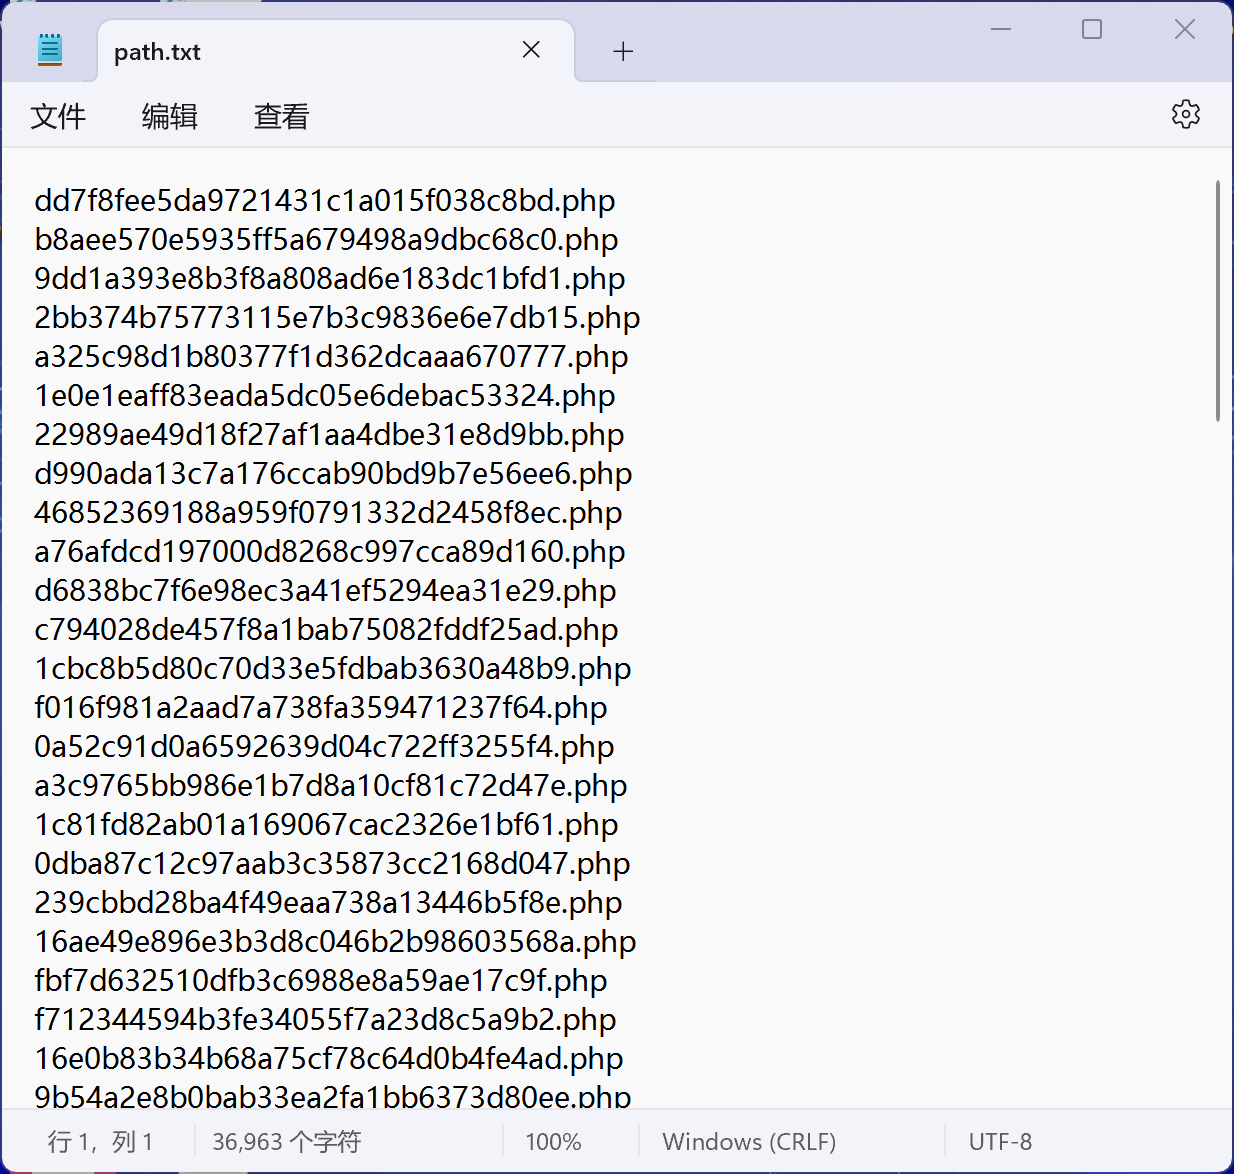 path.txt
文件 编辑 查看
dd7f8fee5da9721431c1a015f038c8bd.php
b8aee570e5935ff5a679498a9dbc68c0.php
9dd1a393e8b3f8a808ad6e183dc1bfd1.php
2bb374b75773115e7b3c9836e6e7db15.php
a325c98d1b80377f1d362dcaaa670777.php
1e0e1eaff83eada5dc05e6debac53324.php
22989ae49d18f27af1aa4dbe31e8d9bb.php
d990ada13c7a176ccab90bd9b7e56ee6.php
46852369188a959f0791332d2458f8ec.php
a76afdcd197000d8268c997cca89d160.php
d6838bc7f6e98ec3a41ef5294ea31e29.php
c794028de457f8a1bab75082fddf25ad.php
1cbc8b5d80c70d33e5fdbab3630a48b9.php
f016f981a2aad7a738fa359471237f64.php
0a52c91d0a6592639d04c722ff3255f4.php
a3c9765bb986e1b7d8a10cf81c72d47e.php
1c81fd82ab01a169067cac2326e1bf61.php
0dba87c12c97aab3c35873cc2168d047.php
239cbbd28ba4f49eaa738a13446b5f8e.php
16ae49e896e3b3d8c046b2b98603568a.php
fbf7d632510dfb3c6988e8a59ae17c9f.php
f712344594b3fe34055f7a23d8c5a9b2.php
16e0b83b34b68a75cf78c64d0b4fe4ad.php
9b54a2e8b0bab33ea2fa1bb6373d80ee.php
行 1，列 1 36,963 个字符 100% Windows (CRLF) UTF-8